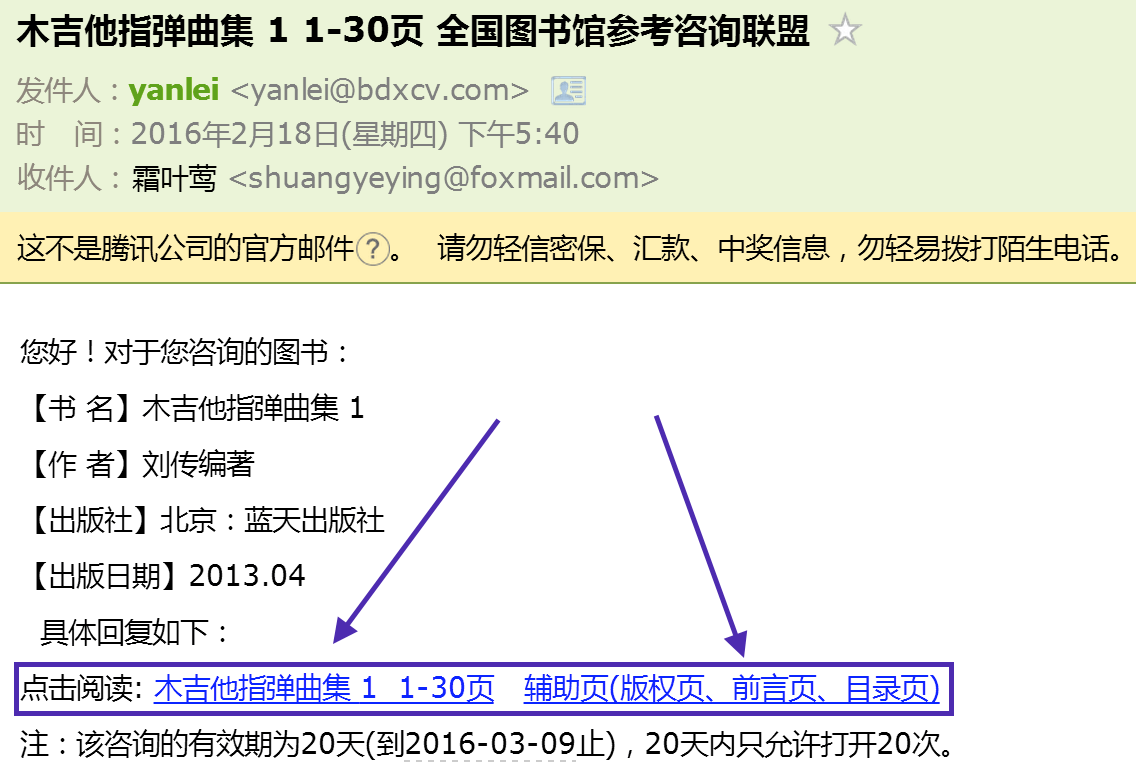 木吉他指弹曲集 1 1-30页 全国图书馆参考咨询联盟
发件人：yanlei <yanlei@bdxcv.com>
时 间：2016年2月18日(星期四) 下午5:40
收件人：霜叶莺 <shuangyeying@foxmail.com>
这不是腾讯公司的官方邮件?。 请勿轻信密保、汇款、中奖信息，勿轻易拨打陌生电话。
您好！对于您咨询的图书：
【书 名】木吉他指弹曲集 1
【作 者】刘传编著
【出版社】北京：蓝天出版社
【出版日期】2013.04
具体回复如下：
点击阅读: 木吉他指弹曲集 1 1-30页 辅助页(版权页、前言页、目录页)
注：该咨询的有效期为20天(到2016-03-09止)，20天内只允许打开20次。